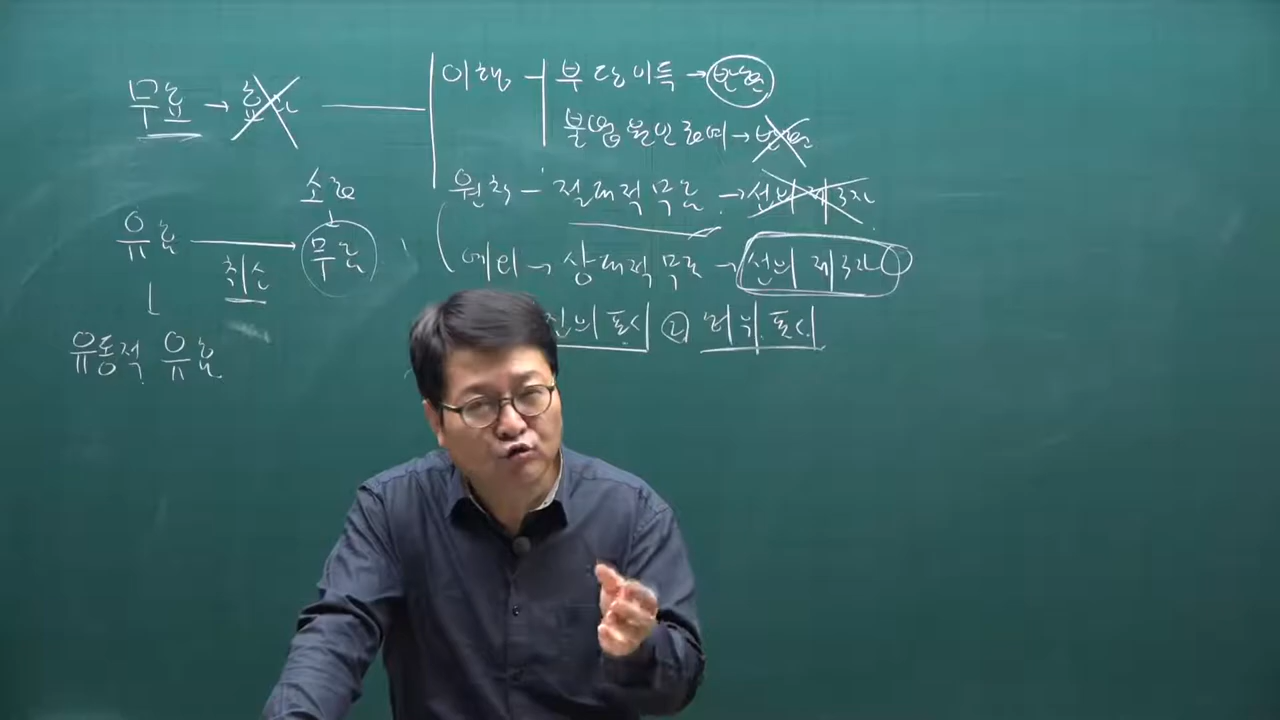 무효 → 효과
이행 — 부당이득 → 반환
불법원인급여 → 반환
원칙 – 절대적 무효 → 선의 제3자
소급
유효 → 무효
취소
예외 → 상대적 무효 → 선의 제3자
진의 표시 ② 허위 표시
유동적 유효